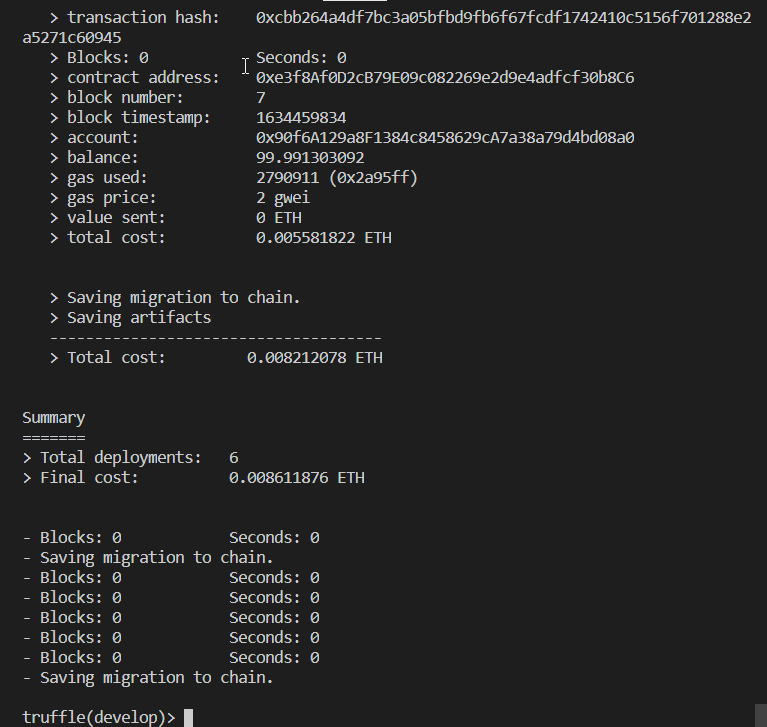 > transaction hash: 0xcbb264a4df7bc3a05bfbd9fb6f67fcdf1742410c5156f701288e2
a5271c60945
> Blocks: 0 Seconds: 0
> contract address: 0xe3f8Af0D2cB79E09c082269e2d9e4adfcf30b8C6
> block number: 7
> block timestamp: 1634459834
> account: 0x90f6A129a8F1384c8458629cA7a38a79d4bd08a0
> balance: 99.991303092
> gas used: 2790911 (0x2a95ff)
> gas price: 2 gwei
> value sent: 0 ETH
> total cost: 0.005581822 ETH
> Saving migration to chain.
> Saving artifacts
-------------------------------------
> Total cost: 0.008212078 ETH
Summary
=======
> Total deployments: 6
> Final cost: 0.008611876 ETH
- Blocks: 0 Seconds: 0
- Saving migration to chain.
- Blocks: 0 Seconds: 0
- Blocks: 0 Seconds: 0
- Blocks: 0 Seconds: 0
- Blocks: 0 Seconds: 0
- Blocks: 0 Seconds: 0
- Saving migration to chain.
truffle(develop)>